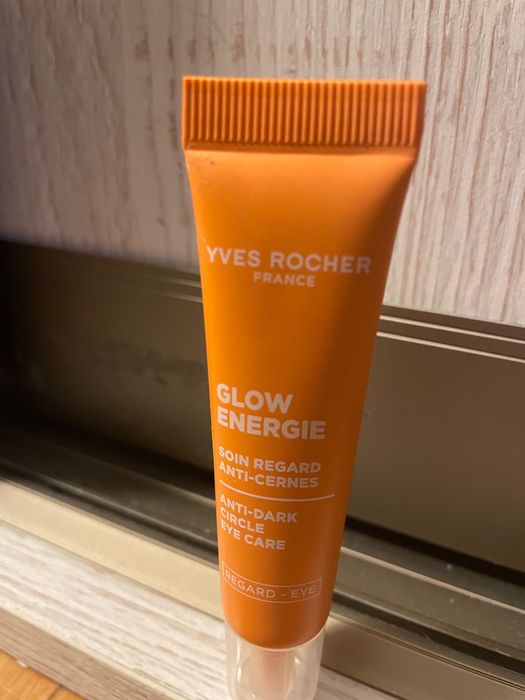 YVES ROCHER
FRANCE
GLOW
ENERGIE
SOIN REGARD
ANTI-CERNES
ANTI-DARK
CIRCLE
EYE CARE
REGARD - EYE